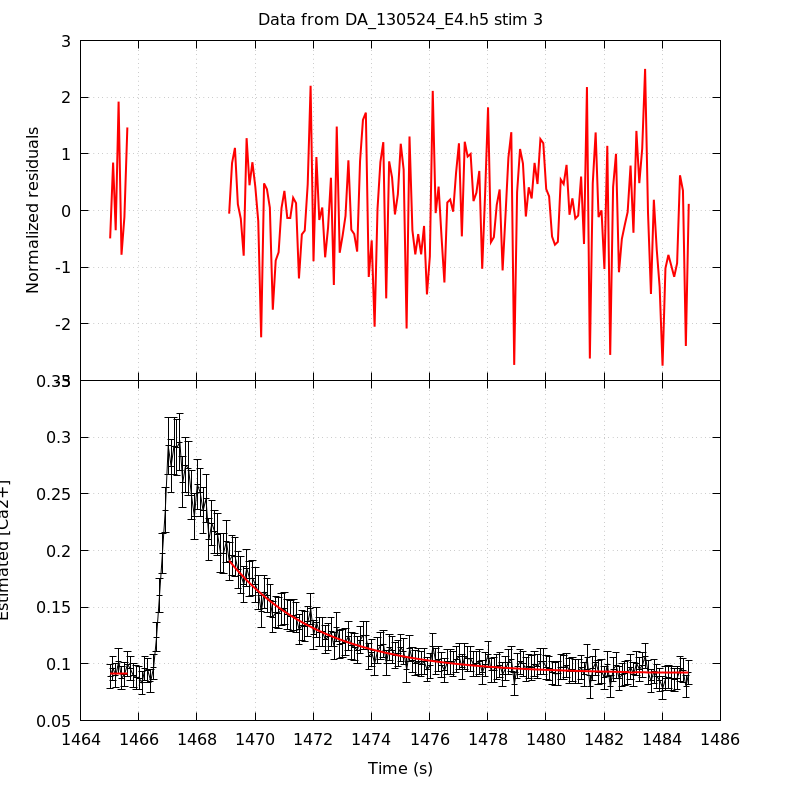 Data from DA_130524_E4.h5 stim 3
3
2
1
0
-1
-2
-3
Normalized residuals
0.35
0.3
0.25
0.2
0.15
0.1
0.05
Estimated [Ca2+]
1464 1466 1468 1470 1472 1474 1476 1478 1480 1482 1484 1486
Time (s)